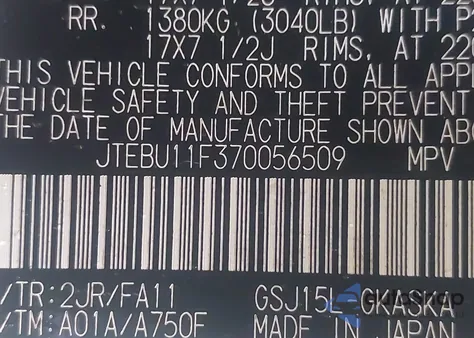 RR. 1380KG (3040LB) WITH P
17X7 1/2J RIMS, AT 22
THIS VEHICLE CONFORMS TO ALL APP
VEHICLE SAFETY AND THEFT PREVENT
THE DATE OF MANUFACTURE SHOWN ABO
JTEBU11F370056509 MPV
/TR:2JR/FA11 GSJ15L-GKASKA
/TM:A01A/A750F MADE IN JAPAN